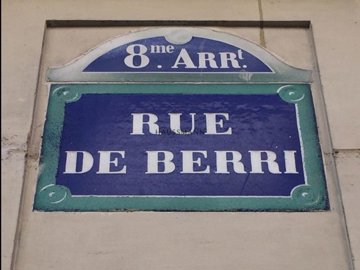 8me. ARRt.
RUE
DE BERRI